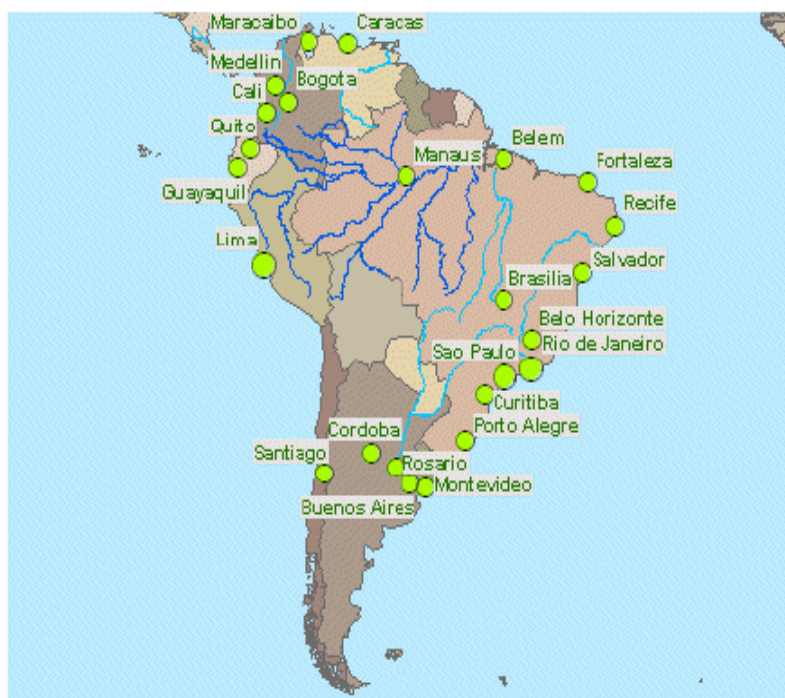 Maracaibo
Caracas
Medellin
Bogota
Cali
Quito
Belem
Manaus
Fortaleza
Guayaquil
Recife
Lima
Salvador
Brasilia
Belo Horizonte
Rio de Janeiro
Sao Paulo
Curitiba
Cordoba
Porto Alegre
Santiago
Rosario
Montevideo
Buenos Aires